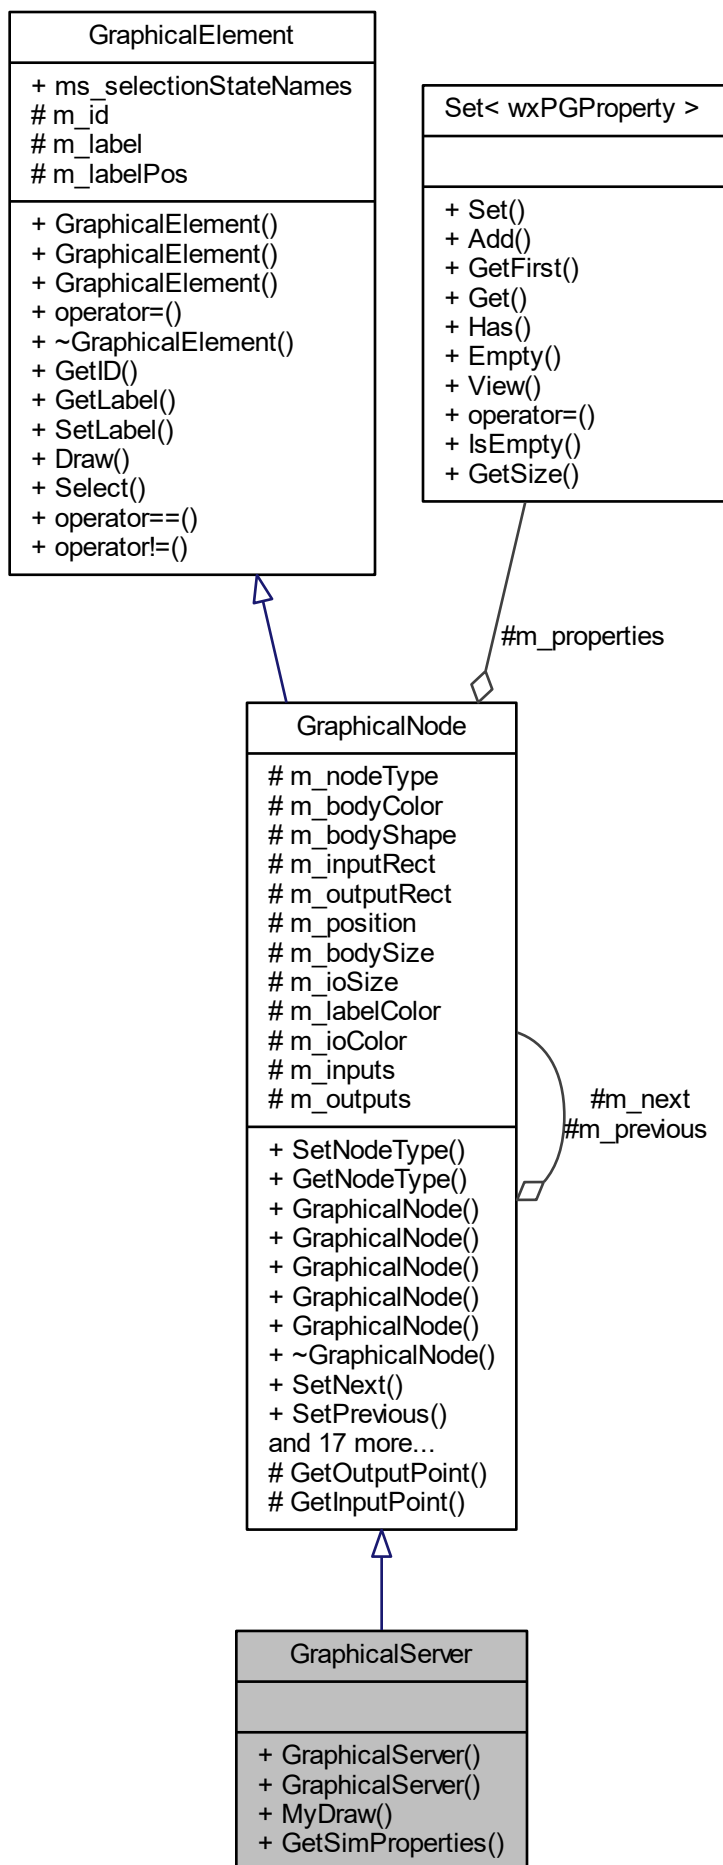 GraphicalElement
+ ms_selectionStateNames
# m_id
# m_label
# m_labelPos
+ GraphicalElement()
+ GraphicalElement()
+ GraphicalElement()
+ operator=()
+ ~GraphicalElement()
+ GetID()
+ GetLabel()
+ SetLabel()
+ Draw()
+ Select()
+ operator==()
+ operator!=()
Set< wxPGProperty >
+ Set()
+ Add()
+ GetFirst()
+ Get()
+ Has()
+ Empty()
+ View()
+ operator=()
+ IsEmpty()
+ GetSize()
#m_properties
GraphicalNode
# m_nodeType
# m_bodyColor
# m_bodyShape
# m_inputRect
# m_outputRect
# m_position
# m_bodySize
# m_ioSize
# m_labelColor
# m_ioColor
# m_inputs
# m_outputs
+ SetNodeType()
+ GetNodeType()
+ GraphicalNode()
+ GraphicalNode()
+ GraphicalNode()
+ GraphicalNode()
+ GraphicalNode()
+ ~GraphicalNode()
+ SetNext()
+ SetPrevious()
and 17 more...
# GetOutputPoint()
# GetInputPoint()
#m_next
#m_previous
GraphicalServer
+ GraphicalServer()
+ GraphicalServer()
+ MyDraw()
+ GetSimProperties()